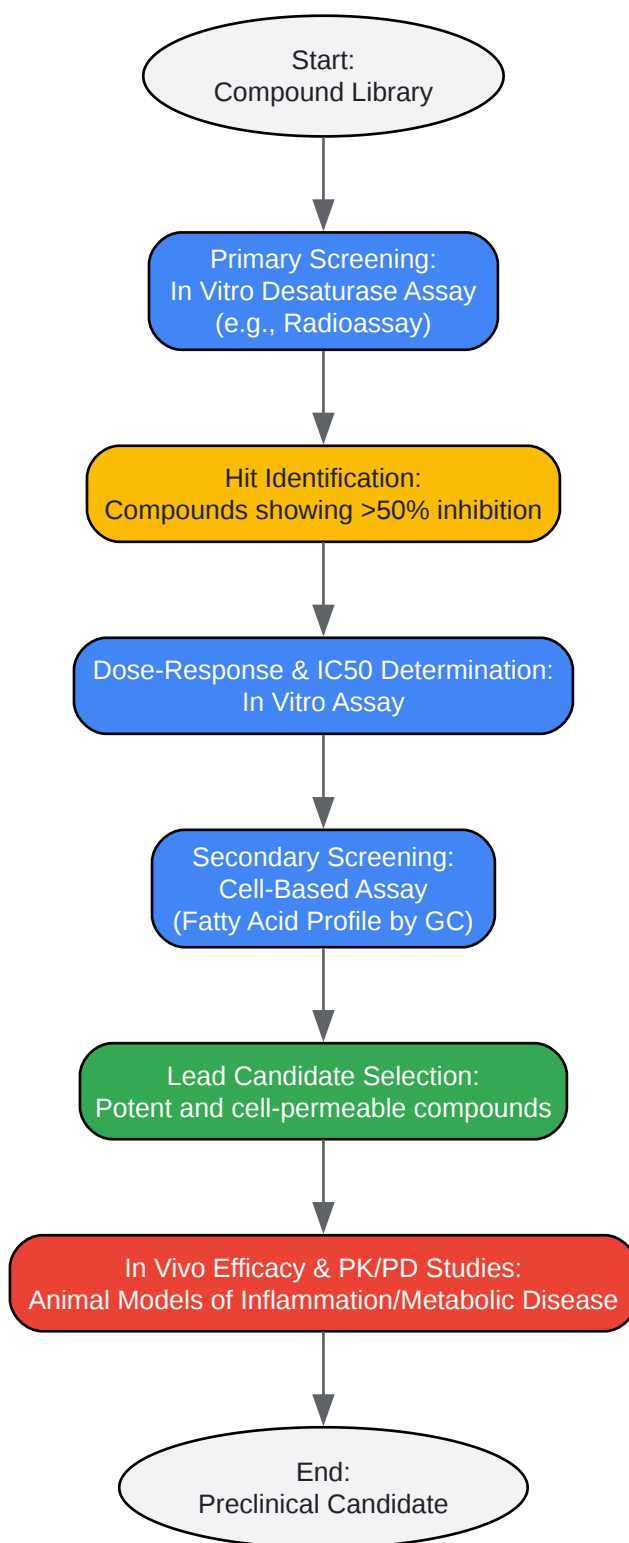 Start:
Compound Library
Primary Screening:
In Vitro Desaturase Assay
(e.g., Radioassay)
Hit Identification:
Compounds showing >50% inhibition
Dose-Response & IC50 Determination:
In Vitro Assay
Secondary Screening:
Cell-Based Assay
(Fatty Acid Profile by GC)
Lead Candidate Selection:
Potent and cell-permeable compounds
In Vivo Efficacy & PK/PD Studies:
Animal Models of Inflammation/Metabolic Disease
End:
Preclinical Candidate